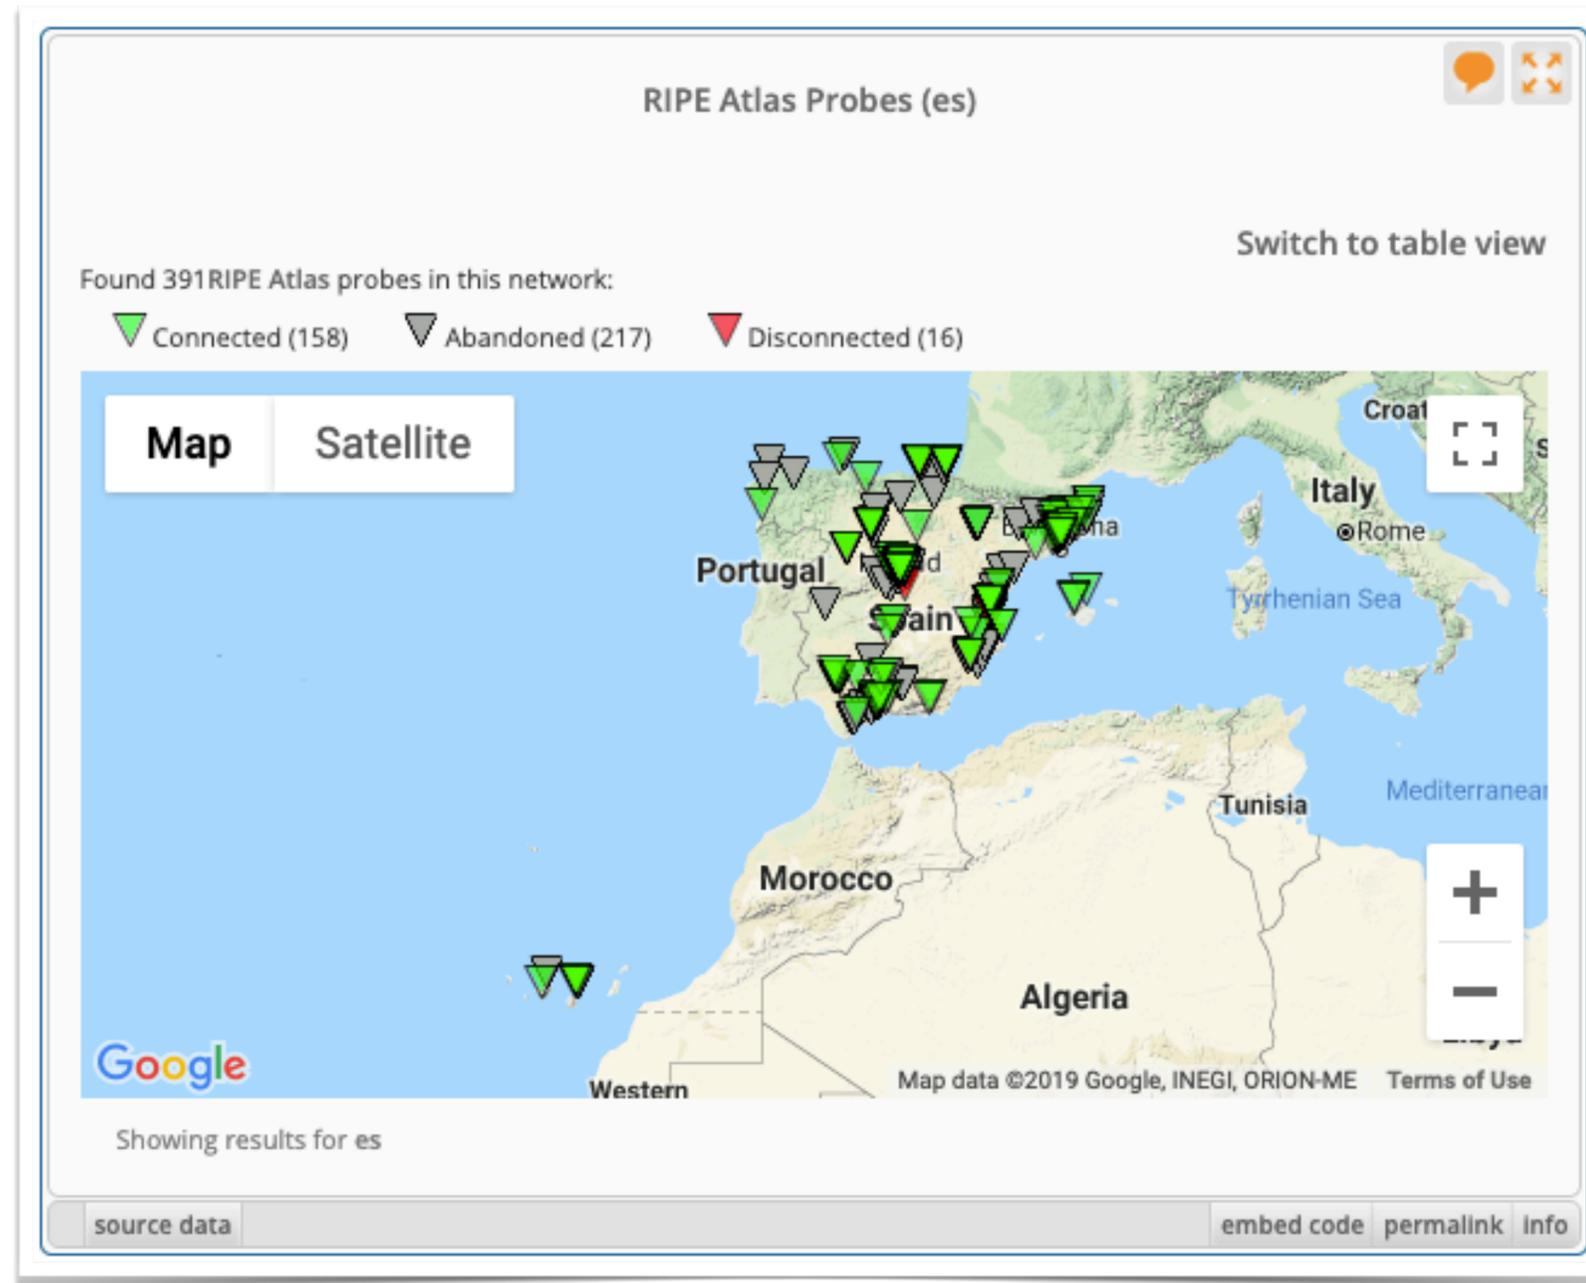 RIPE Atlas Probes (es)
Switch to table view
Found 391RIPE Atlas probes in this network:
Connected (158) Abandoned (217) Disconnected (16)
Map Satellite
Croat
Italy
Rome
Portugal
Spain
Tyrrhenian Sea
Mediterranean
Tunisia
Morocco
Algeria
Google
Western
Map data ©2019 Google, INEGI, ORION-ME Terms of Use
Showing results for es
source data embed code permalink info